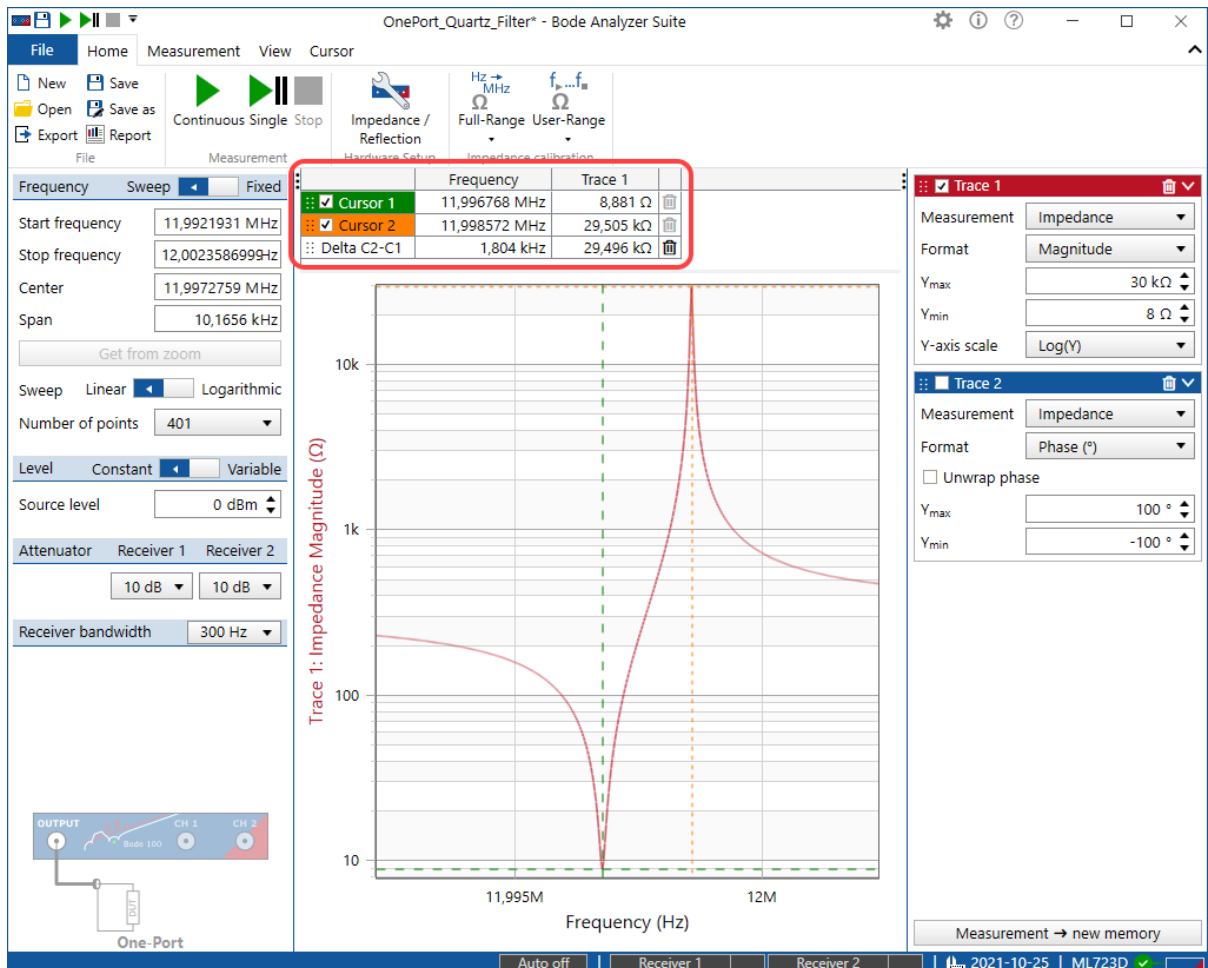 OnePort_Quartz_Filter* - Bode Analyzer Suite
File Home Measurement View Cursor
New Save
Open Save as
Export Report
File
Continuous Single Stop
Measurement
Impedance /
Reflection
Hardware Setup
Hz
MHz
Ω
f...f
Ω
Full-Range User-Range
Impedance calibration
Frequency Sweep Fixed
Start frequency 11,9921931 MHz
Stop frequency 12,0023586999Hz
Center 11,9972759 MHz
Span 10,1656 kHz
Get from zoom
Sweep Linear Logarithmic
Number of points 401
Level Constant Variable
Source level 0 dBm
Attenuator Receiver 1 Receiver 2
10 dB 10 dB
Receiver bandwidth 300 Hz
OUTPUT CH 1 CH 2
Bode 100
DUT
One-Port
Frequency Trace 1
Cursor 1 11,996768 MHz 8,881 Ω
Cursor 2 11,998572 MHz 29,505 kΩ
Delta C2-C1 1,804 kHz 29,496 kΩ
Trace 1: Impedance Magnitude (Ω)
10k
1k
100
10
11,995M 12M
Frequency (Hz)
Trace 1
Measurement Impedance
Format Magnitude
Ymax 30 kΩ
Ymin 8 Ω
Y-axis scale Log(Y)
Trace 2
Measurement Impedance
Format Phase (°)
Unwrap phase
Ymax 100 °
Ymin -100 °
Measurement → new memory
Auto off | Receiver 1 Receiver 2 | 2021-10-25 | ML723D